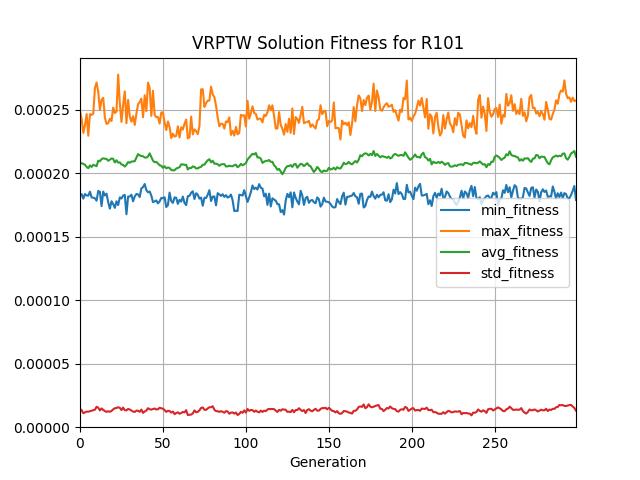 VRPTW Solution Fitness for R101
0.00025
0.00020
0.00015
0.00010
0.00005
0.00000
min_fitness
max_fitness
avg_fitness
std_fitness
0 50 100 150 200 250
Generation